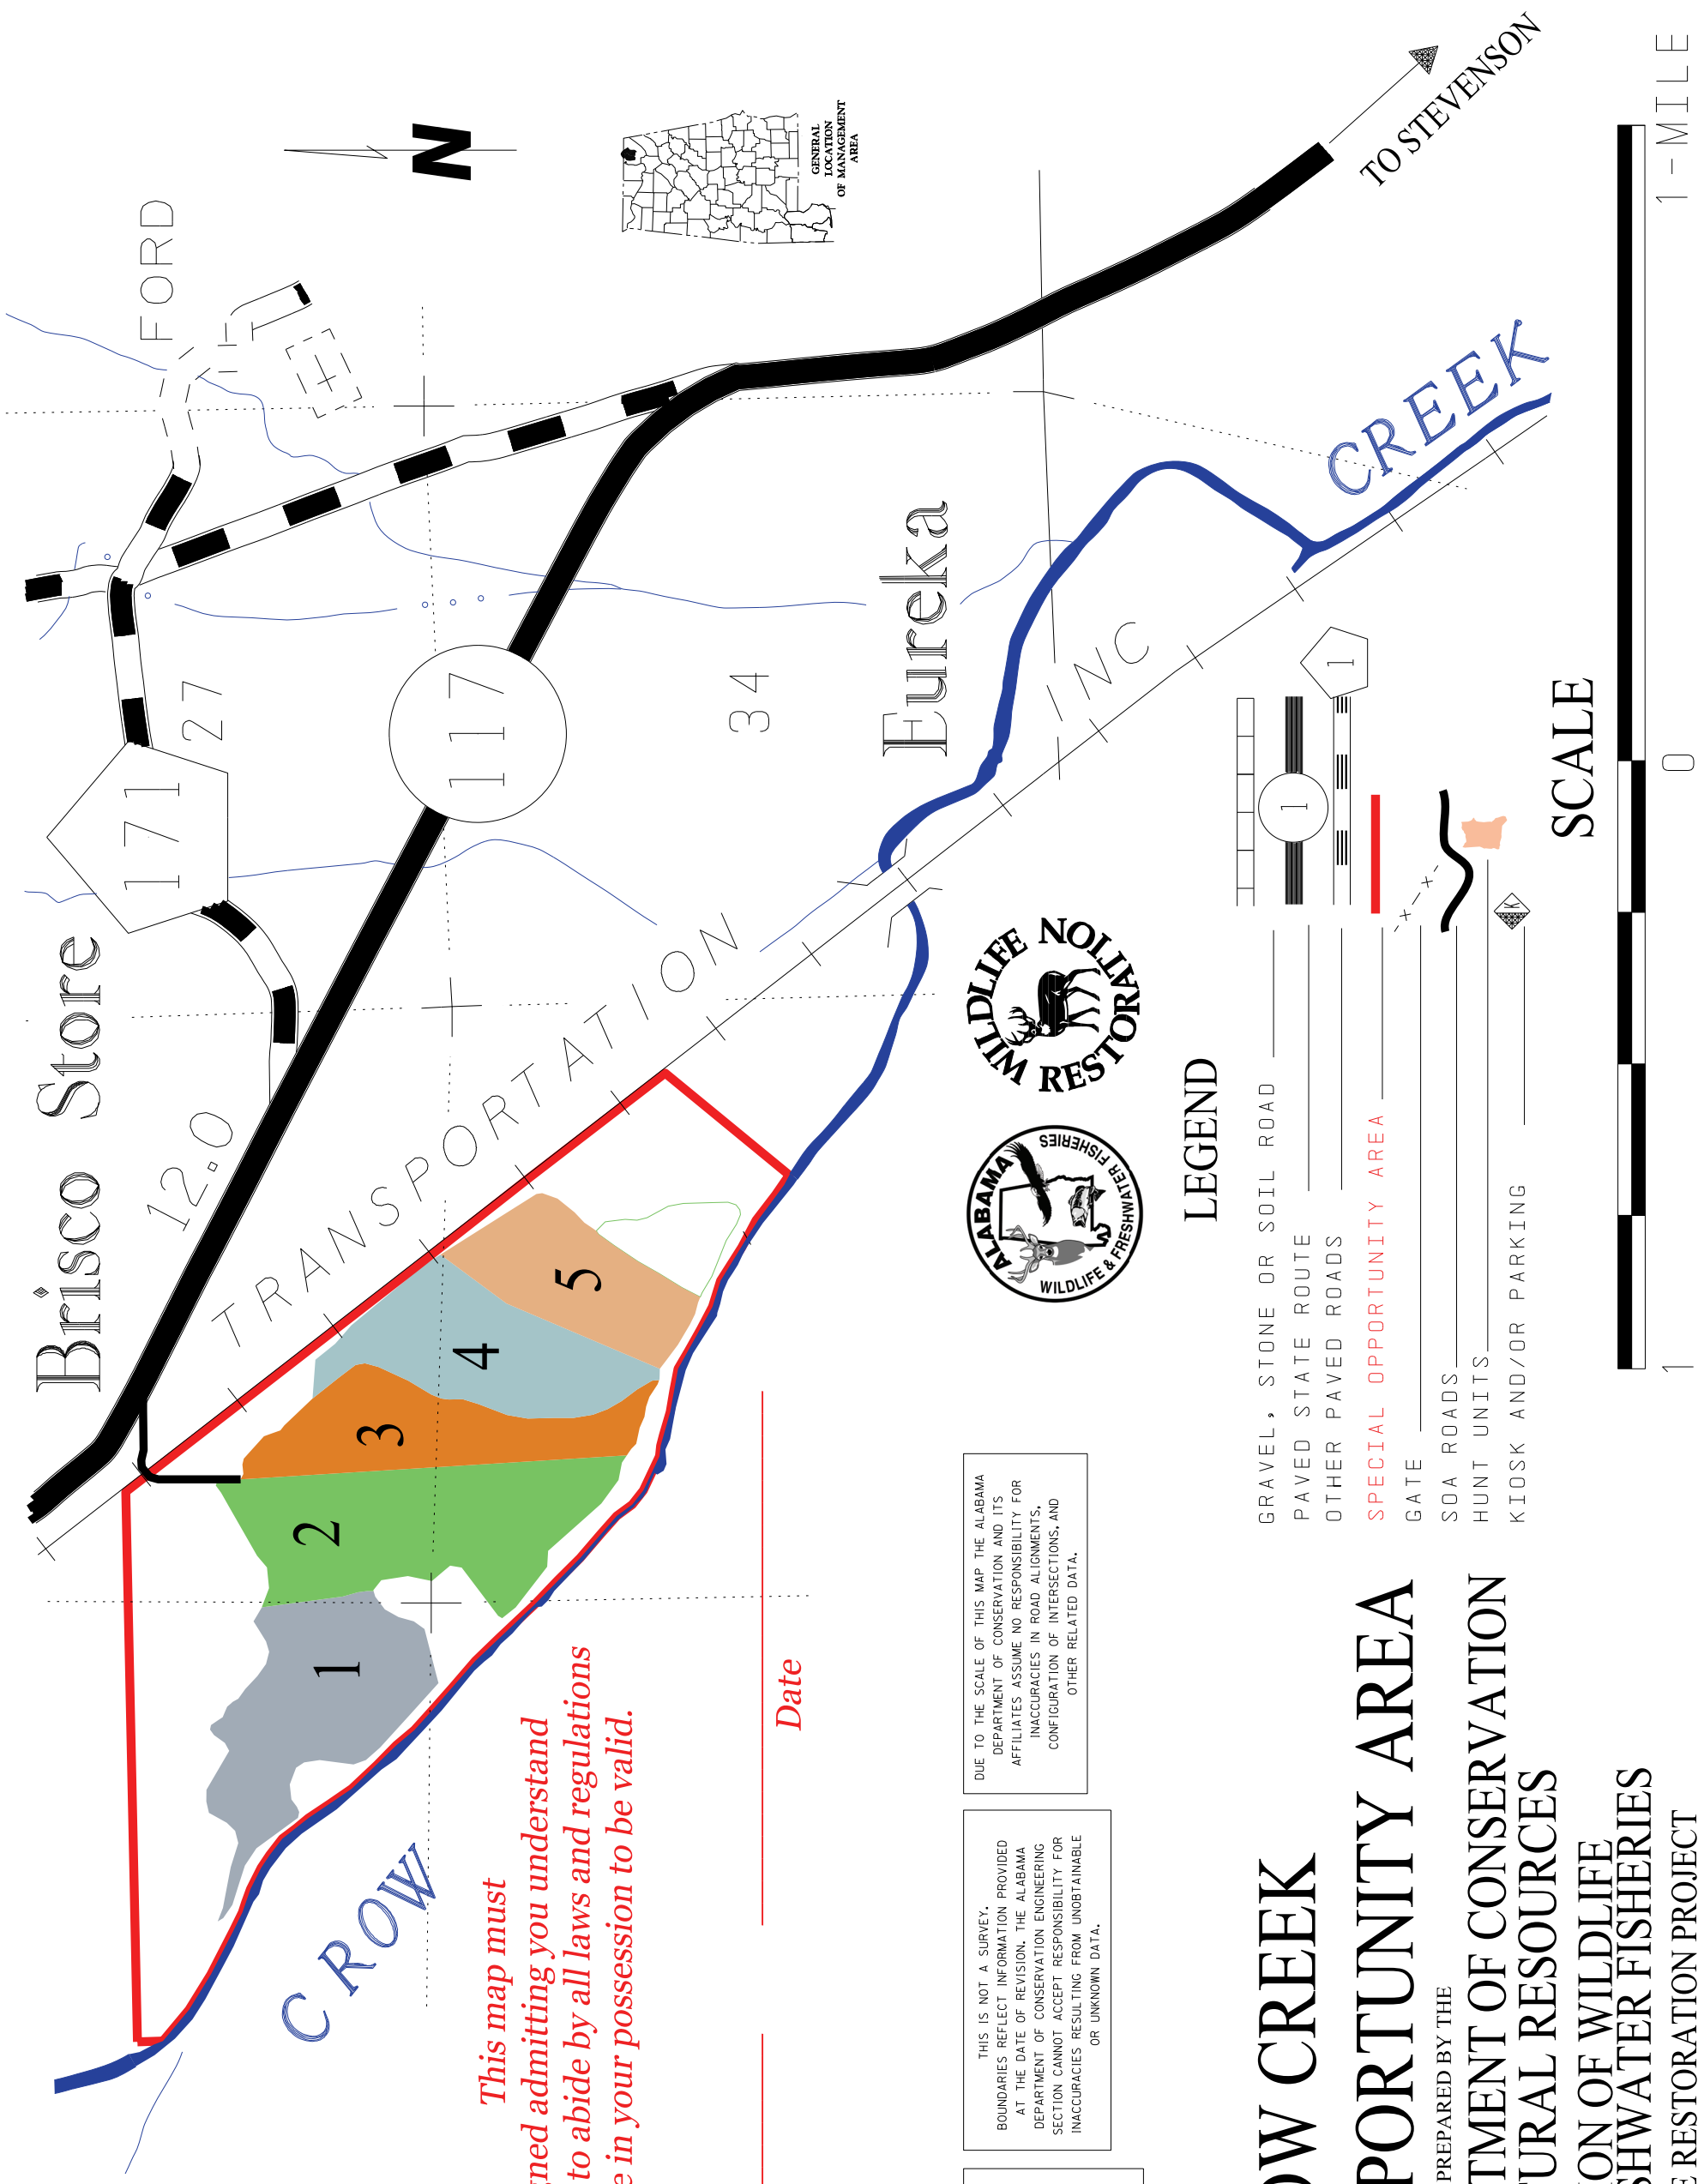 Brisco Store
FORD
171
27
12.0
N
117
34
Eureka
TRANSPORTATION
INC
GENERAL
LOCATION
OF MANAGEMENT
AREA
TO STEVENSON
CREEK
CROW
1
2
3
4
5
This map must
admitting you understand
to abide by all laws and regulations
in your possession to be valid.
Date
ALABAMA
WILDLIFE & FRESHWATER FISHERIES
WILDLIFE RESTORATION
THIS IS NOT A SURVEY.
BOUNDARIES REFLECT INFORMATION PROVIDED
AT THE DATE OF REVISION. THE ALABAMA
DEPARTMENT OF CONSERVATION ENGINEERING
SECTION CANNOT ACCEPT RESPONSIBILITY FOR
INACCURACIES RESULTING FROM UNOBTAINABLE
OR UNKNOWN DATA.
DUE TO THE SCALE OF THIS MAP THE ALABAMA
DEPARTMENT OF CONSERVATION AND ITS
AFFILIATES ASSUME NO RESPONSIBILITY FOR
INACCURACIES IN ROAD ALIGNMENTS,
CONFIGURATION OF INTERSECTIONS, AND
OTHER RELATED DATA.
LEGEND
GRAVEL, STONE OR SOIL ROAD
PAVED STATE ROUTE 1
OTHER PAVED ROADS 1
SPECIAL OPPORTUNITY AREA
GATE
SOA ROADS
HUNT UNITS
KIOSK AND/OR PARKING K
OW CREEK
PORTUNITY AREA
PREPARED BY THE
TMENT OF CONSERVATION
URAL RESOURCES
ON OF WILDLIFE
SHWATER FISHERIES
E RESTORATION PROJECT
SCALE
1 0 1-MILE